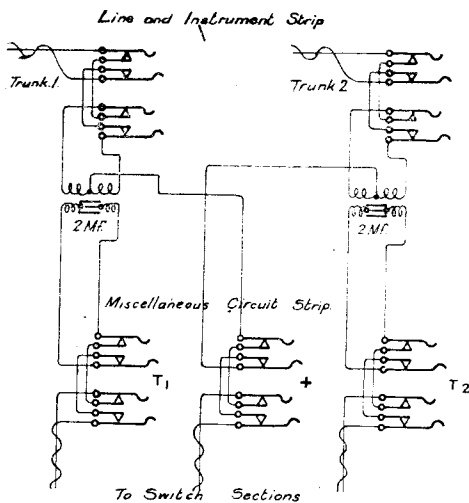 Line and Instrument Strip
Trunk.1.
Trunk 2
2 M.F.
2 MF.
Miscellaneous Circuit Strip
T1
+
T2
To Switch Sections